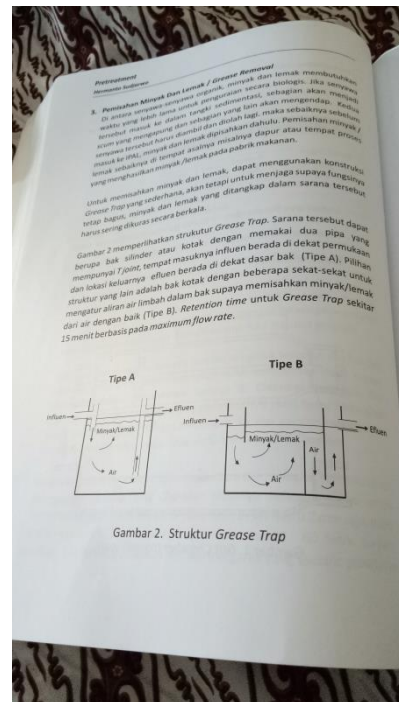 Pretreatment
Hermanto Sudjarwo
3. Pemisahan Minyak Dan Lemak / Grease Removal
Di antara senyawa senyawa organik, minyak dan lemak membutuhkan
waktu yang lebih lama untuk penguraian secara biologis. Jika senyawa
tersebut masuk ke dalam tangki sedimentasi, sebagian akan menjadi
scum yang mengapung dan sebagian yang lain akan mengendap. Kedua
senyawa tersebut harus diambil dan diolah lagi, maka sebaiknya sebelum
masuk ke IPAL, minyak dan lemak dipisahkan dahulu. Pemisahan minyak /
lemak sebaiknya di tempat asalnya misalnya dapur atau tempat proses
yang menghasilkan minyak /lemak pada pabrik makanan.
Untuk memisahkan minyak dan lemak, dapat menggunakan konstruksi
Grease Trap yang sederhana, akan tetapi untuk menjaga supaya fungsinya
tetap bagus, minyak dan lemak yang ditangkap dalam sarana tersebut
harus sering dikuras secara berkala.
Gambar 2 memperlihatkan strukutur Grease Trap. Sarana tersebut dapat
berupa bak silinder atau kotak dengan memakai dua pipa yang
mempunyai T joint, tempat masuknya influen berada di dekat permukaan
dan lokasi keluarnya efluen berada di dekat dasar bak (Tipe A). Pilihan
struktur yang lain adalah bak kotak dengan beberapa sekat-sekat untuk
mengatur aliran air limbah dalam bak supaya memisahkan minyak/lemak
dari air dengan baik (Tipe B). Retention time untuk Grease Trap sekitar
15 menit berbasis pada maximum flow rate.
Tipe A
Tipe B
Influen
Efluen
Minyak/Lemak
Air
Influen
Efluen
Minyak/Lemak
Air
Air
Gambar 2. Struktur Grease Trap